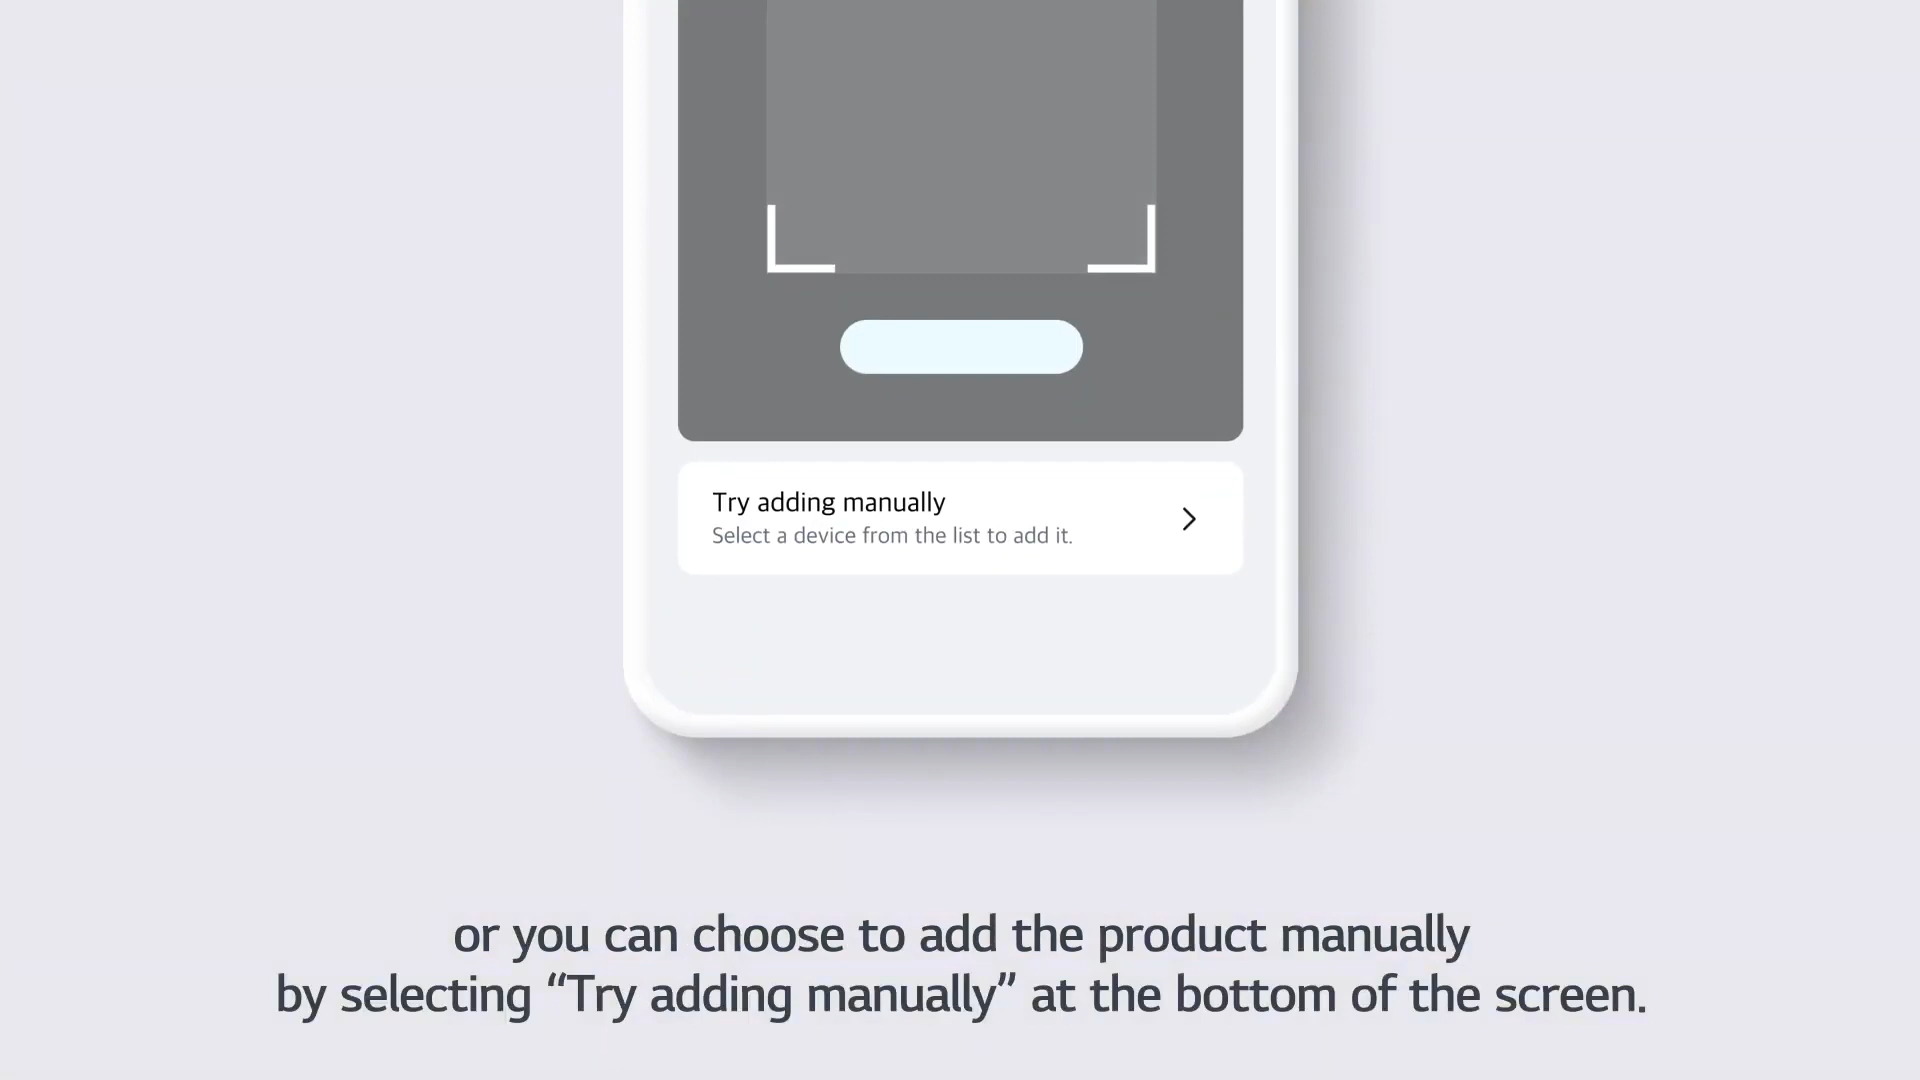 Try adding manually
Select a device from the list to add it.
or you can choose to add the product manually
by selecting “Try adding manually” at the bottom of the screen.